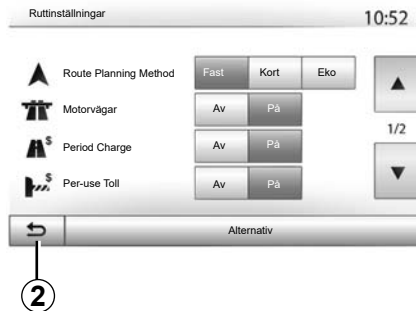 Ruttinställningar 10:52
Route Planning Method Fast Kort Eko
Motorvägar Av På
1/2
Period Charge Av På
Per-use Toll Av På
Alternativ
2